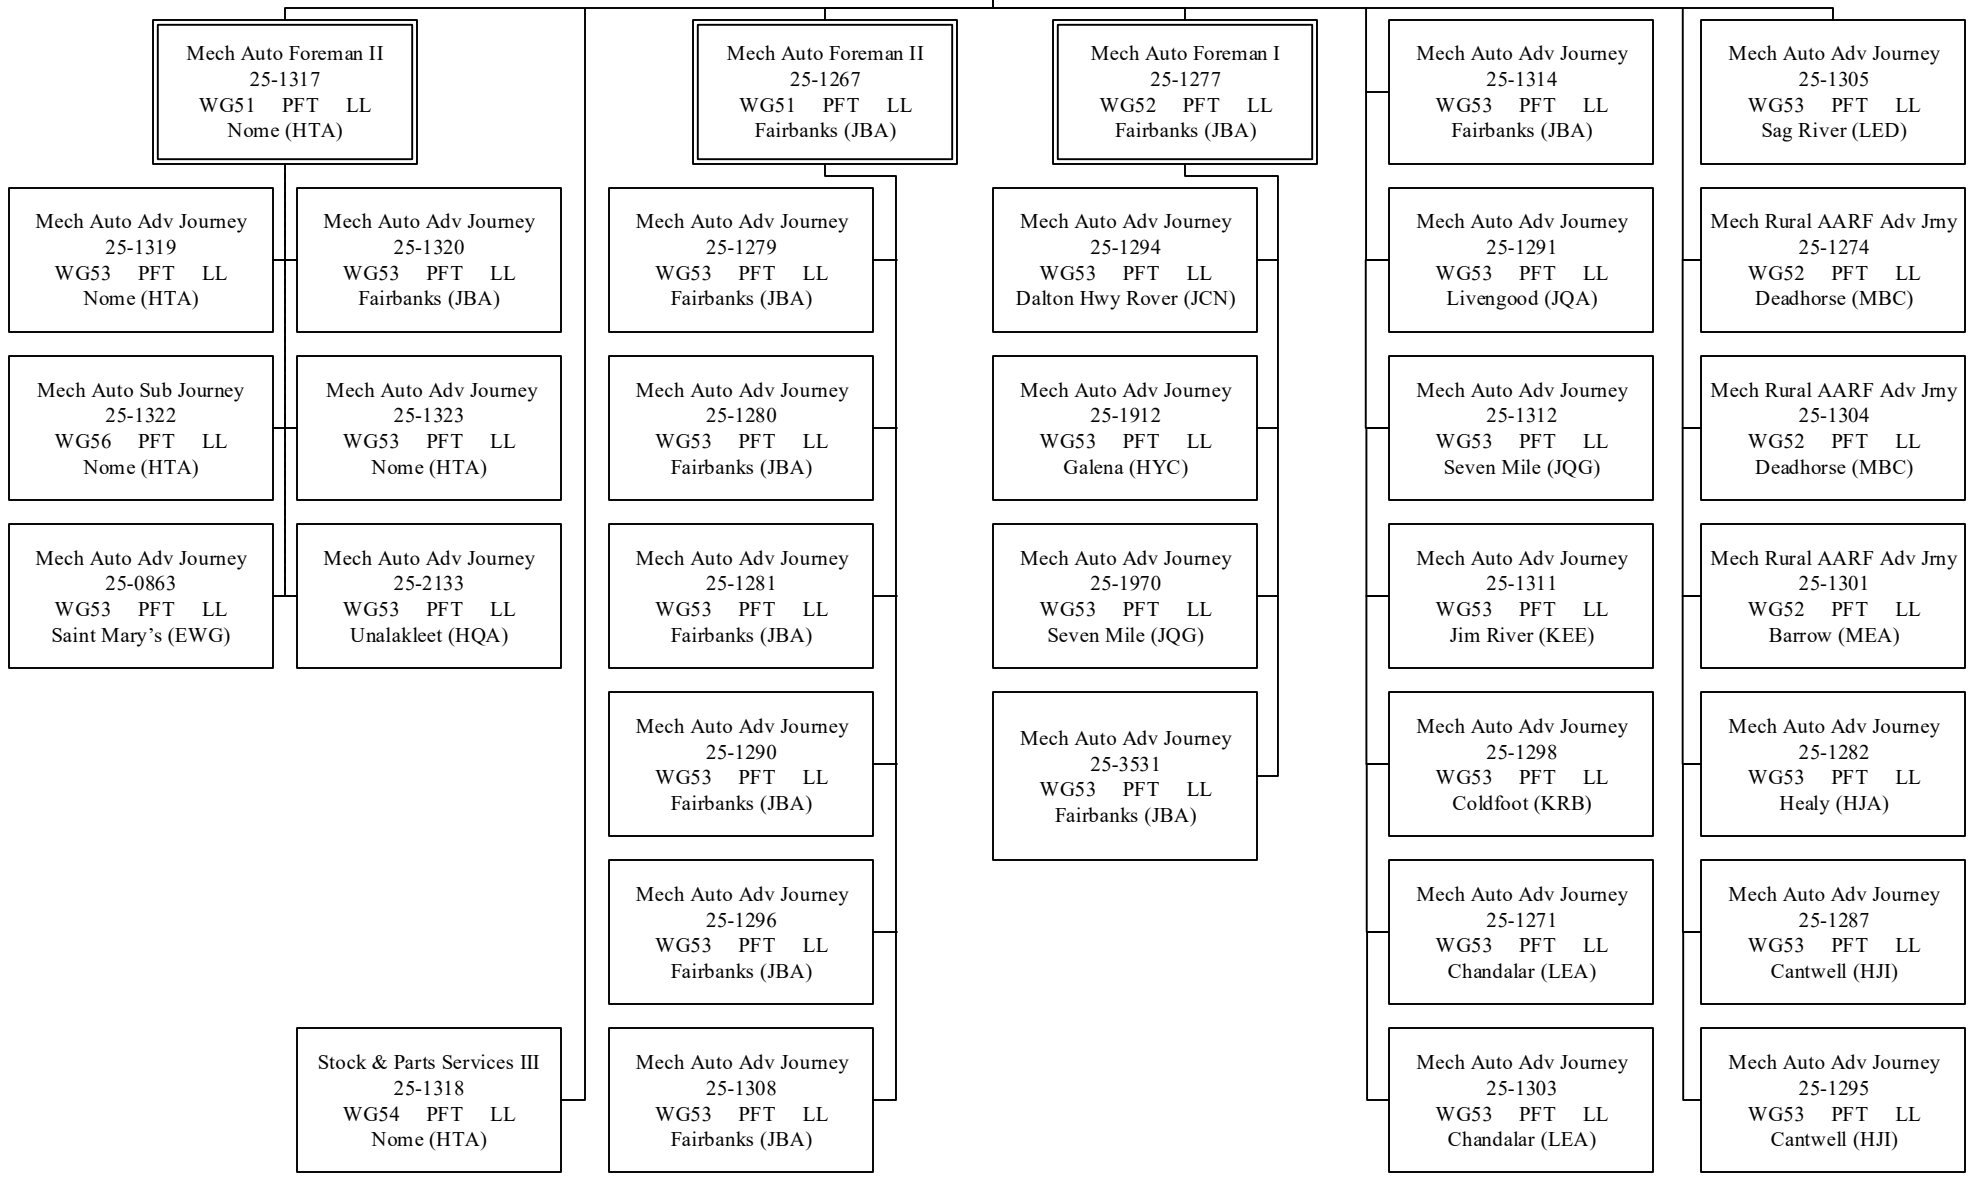 Mech Auto Foreman II
25-1317
WG51 PFT LL
Nome (HTA)
Mech Auto Adv Journey
25-1319
WG53 PFT LL
Nome (HTA)
Mech Auto Adv Journey
25-1320
WG53 PFT LL
Fairbanks (JBA)
Mech Auto Sub Journey
25-1322
WG56 PFT LL
Nome (HTA)
Mech Auto Adv Journey
25-1323
WG53 PFT LL
Nome (HTA)
Mech Auto Adv Journey
25-0863
WG53 PFT LL
Saint Mary’s (EWG)
Mech Auto Adv Journey
25-2133
WG53 PFT LL
Unalakleet (HQA)
Stock & Parts Services III
25-1318
WG54 PFT LL
Nome (HTA)
Mech Auto Foreman II
25-1267
WG51 PFT LL
Fairbanks (JBA)
Mech Auto Adv Journey
25-1279
WG53 PFT LL
Fairbanks (JBA)
Mech Auto Adv Journey
25-1280
WG53 PFT LL
Fairbanks (JBA)
Mech Auto Adv Journey
25-1281
WG53 PFT LL
Fairbanks (JBA)
Mech Auto Adv Journey
25-1290
WG53 PFT LL
Fairbanks (JBA)
Mech Auto Adv Journey
25-1296
WG53 PFT LL
Fairbanks (JBA)
Mech Auto Adv Journey
25-1308
WG53 PFT LL
Fairbanks (JBA)
Mech Auto Foreman I
25-1277
WG52 PFT LL
Fairbanks (JBA)
Mech Auto Adv Journey
25-1294
WG53 PFT LL
Dalton Hwy Rover (JCN)
Mech Auto Adv Journey
25-1912
WG53 PFT LL
Galena (HYC)
Mech Auto Adv Journey
25-1970
WG53 PFT LL
Seven Mile (JQG)
Mech Auto Adv Journey
25-3531
WG53 PFT LL
Fairbanks (JBA)
Mech Auto Adv Journey
25-1314
WG53 PFT LL
Fairbanks (JBA)
Mech Auto Adv Journey
25-1291
WG53 PFT LL
Livengood (JQA)
Mech Auto Adv Journey
25-1312
WG53 PFT LL
Seven Mile (JQG)
Mech Auto Adv Journey
25-1311
WG53 PFT LL
Jim River (KEE)
Mech Auto Adv Journey
25-1298
WG53 PFT LL
Coldfoot (KRB)
Mech Auto Adv Journey
25-1271
WG53 PFT LL
Chandalar (LEA)
Mech Auto Adv Journey
25-1303
WG53 PFT LL
Chandalar (LEA)
Mech Auto Adv Journey
25-1305
WG53 PFT LL
Sag River (LED)
Mech Rural AARF Adv Jrny
25-1274
WG52 PFT LL
Deadhorse (MBC)
Mech Rural AARF Adv Jrny
25-1304
WG52 PFT LL
Deadhorse (MBC)
Mech Rural AARF Adv Jrny
25-1301
WG52 PFT LL
Barrow (MEA)
Mech Auto Adv Journey
25-1282
WG53 PFT LL
Healy (HJA)
Mech Auto Adv Journey
25-1287
WG53 PFT LL
Cantwell (HJI)
Mech Auto Adv Journey
25-1295
WG53 PFT LL
Cantwell (HJI)